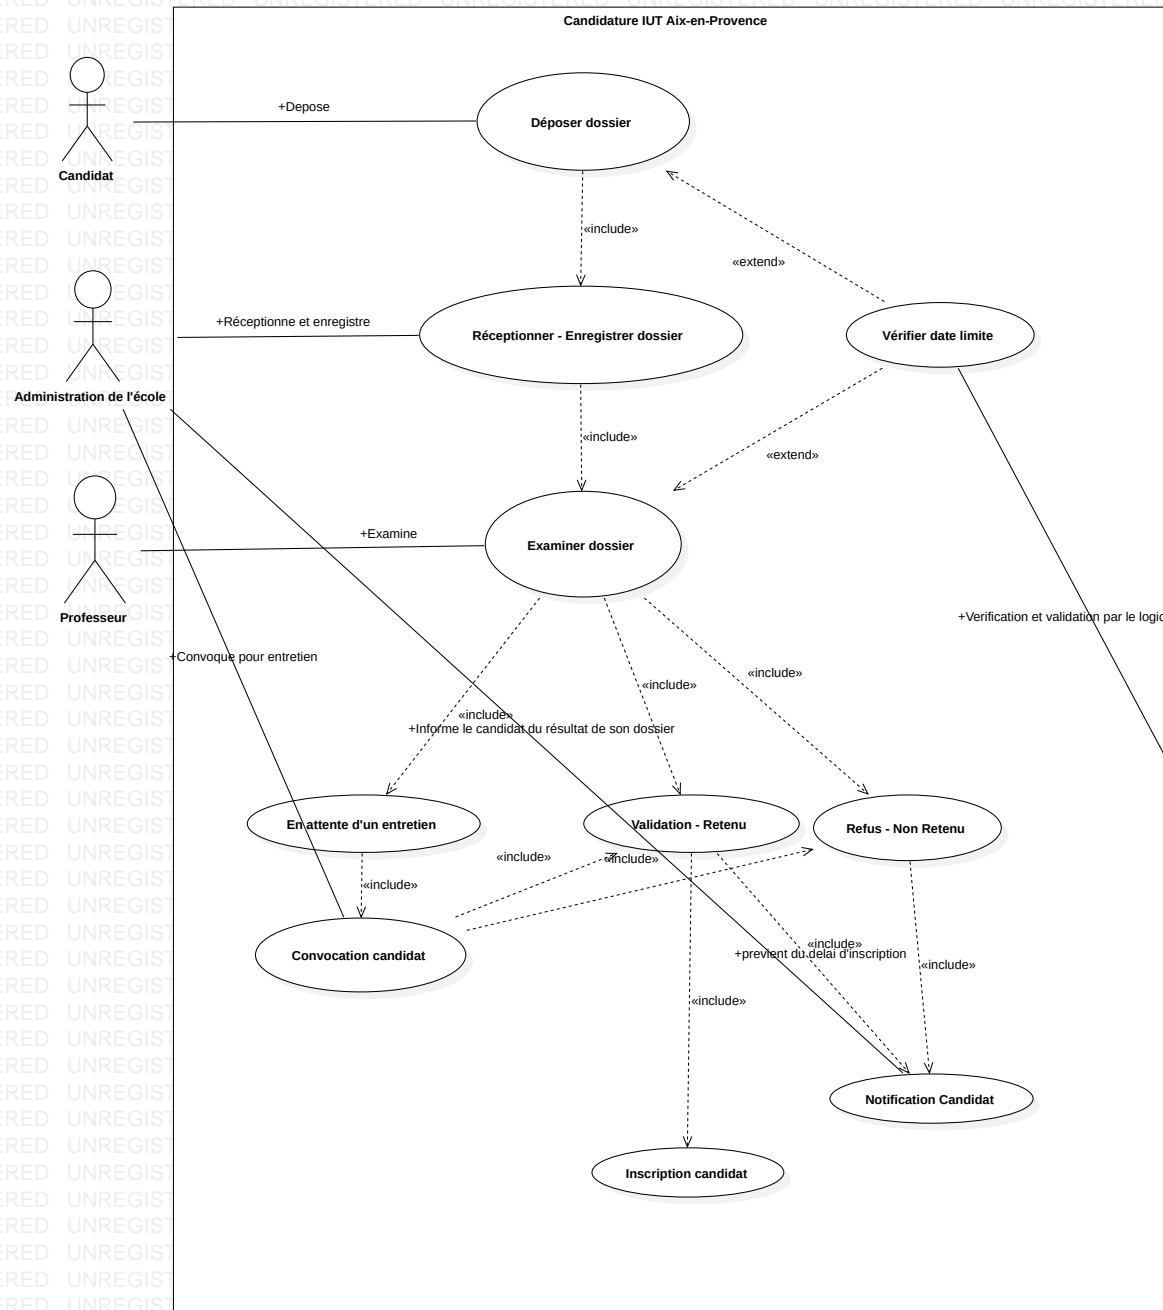 Candidature IUT Aix-en-Provence
+Depose
Déposer dossier
Candidat
«include»
«extend»
+Réceptionne et enregistre
Réceptionner - Enregistrer dossier
Vérifier date limite
Administration de l'école
«include»
«extend»
+Examine
Examiner dossier
Professeur
+Verification et validation par le logic
+Convoque pour entretien
«include»
«include»
«include»
+Informe le candidat du résultat de son dossier
En attente d'un entretien
Validation - Retenu
Refus - Non Retenu
«include»
«include»
«include»
Convocation candidat
«include»
+previent du delai d'inscription
«include»
«include»
Notification Candidat
Inscription candidat